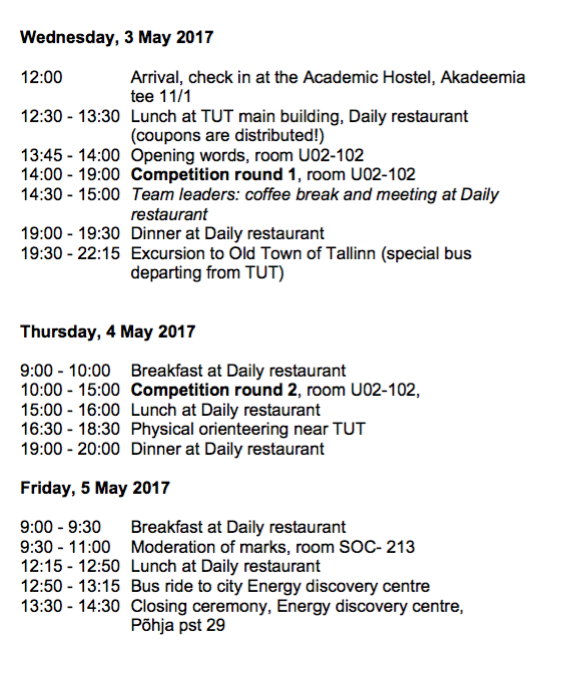 Wednesday, 3 May 2017
12:00 Arrival, check in at the Academic Hostel, Akadeemia
tee 11/1
12:30 - 13:30 Lunch at TUT main building, Daily restaurant
(coupons are distributed!)
13:45 - 14:00 Opening words, room U02-102
14:00 - 19:00 Competition round 1, room U02-102
14:30 - 15:00 Team leaders: coffee break and meeting at Daily
restaurant
19:00 - 19:30 Dinner at Daily restaurant
19:30 - 22:15 Excursion to Old Town of Tallinn (special bus
departing from TUT)
Thursday, 4 May 2017
9:00 - 10:00 Breakfast at Daily restaurant
10:00 - 15:00 Competition round 2, room U02-102,
15:00 - 16:00 Lunch at Daily restaurant
16:30 - 18:30 Physical orienteering near TUT
19:00 - 20:00 Dinner at Daily restaurant
Friday, 5 May 2017
9:00 - 9:30 Breakfast at Daily restaurant
9:30 - 11:00 Moderation of marks, room SOC- 213
12:15 - 12:50 Lunch at Daily restaurant
12:50 - 13:15 Bus ride to city Energy discovery centre
13:30 - 14:30 Closing ceremony, Energy discovery centre,
Põhja pst 29